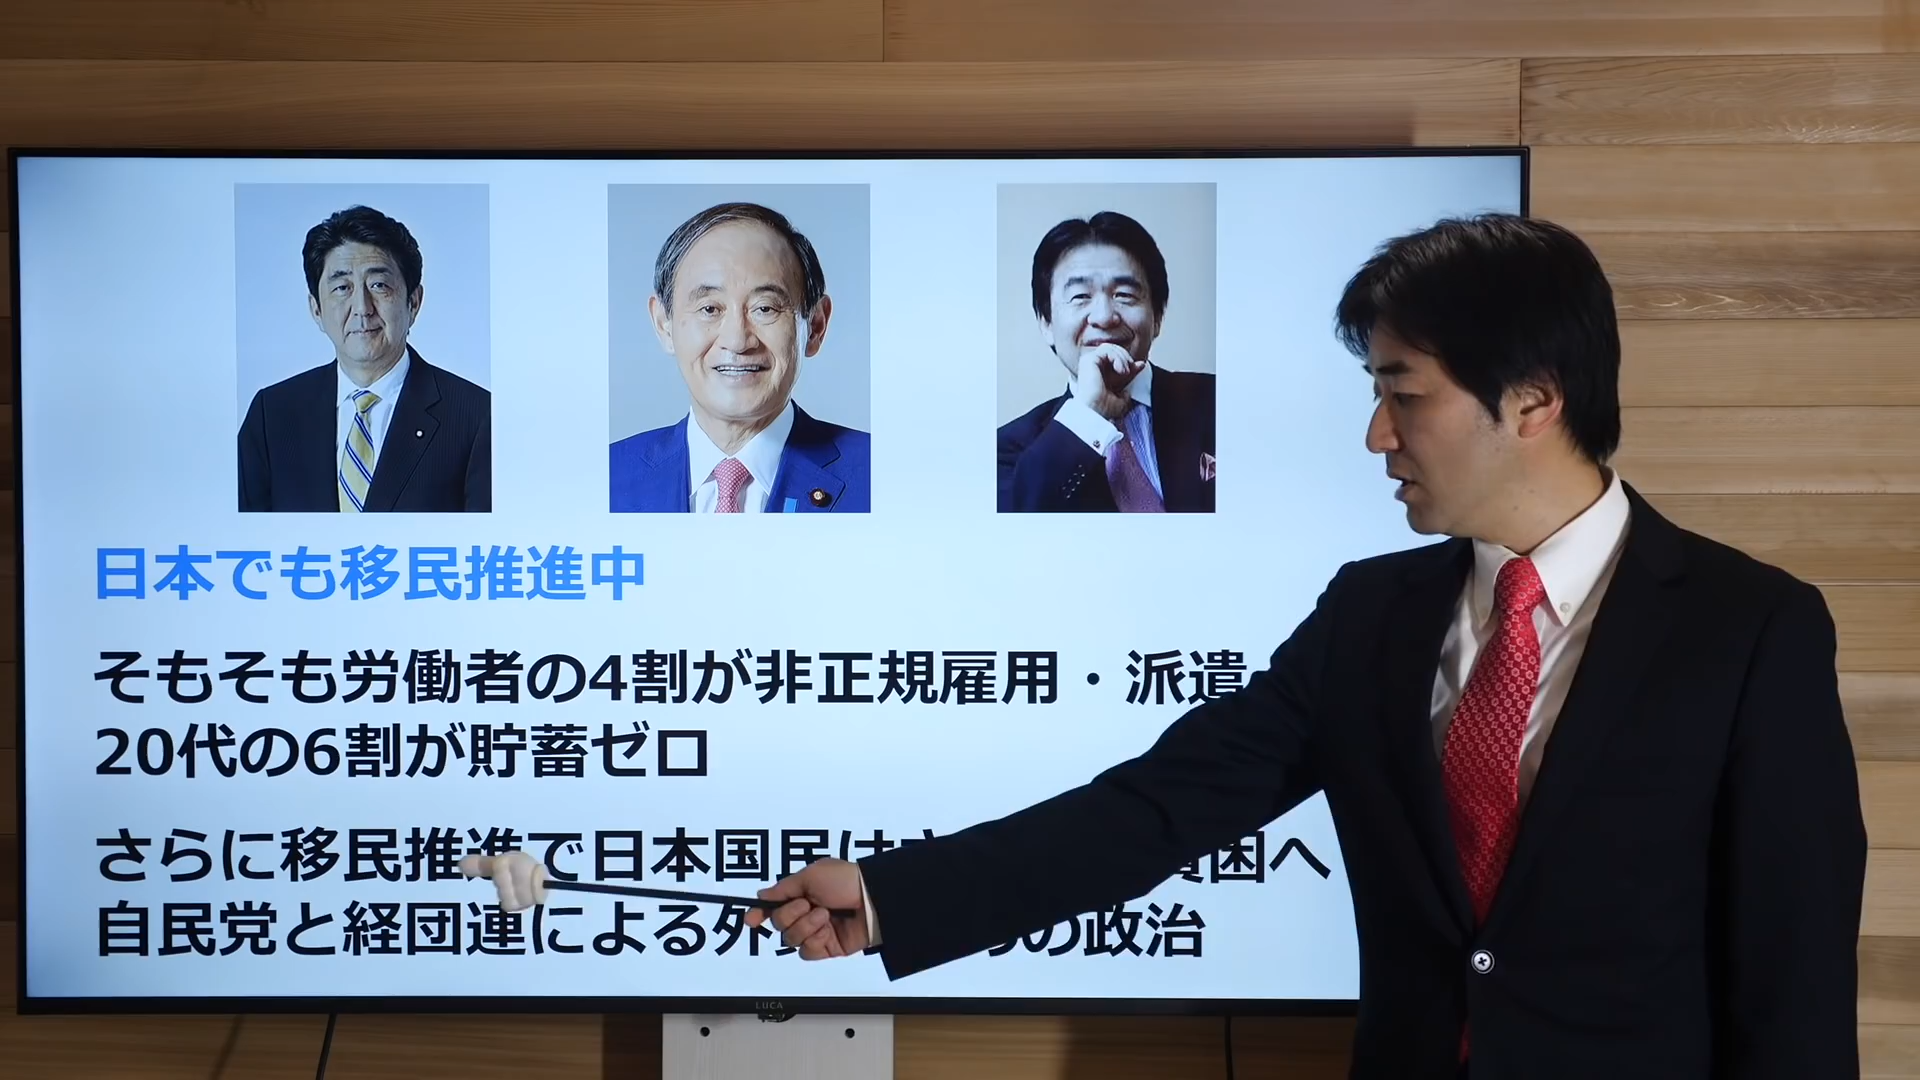 日本でも移民推進中
そもそも労働者の4割が非正規雇用・派遣
20代の6割が貯蓄ゼロ
さらに移民推進で日本国民は 貧困へ
自民党と経団連による外 の政治
LUCA